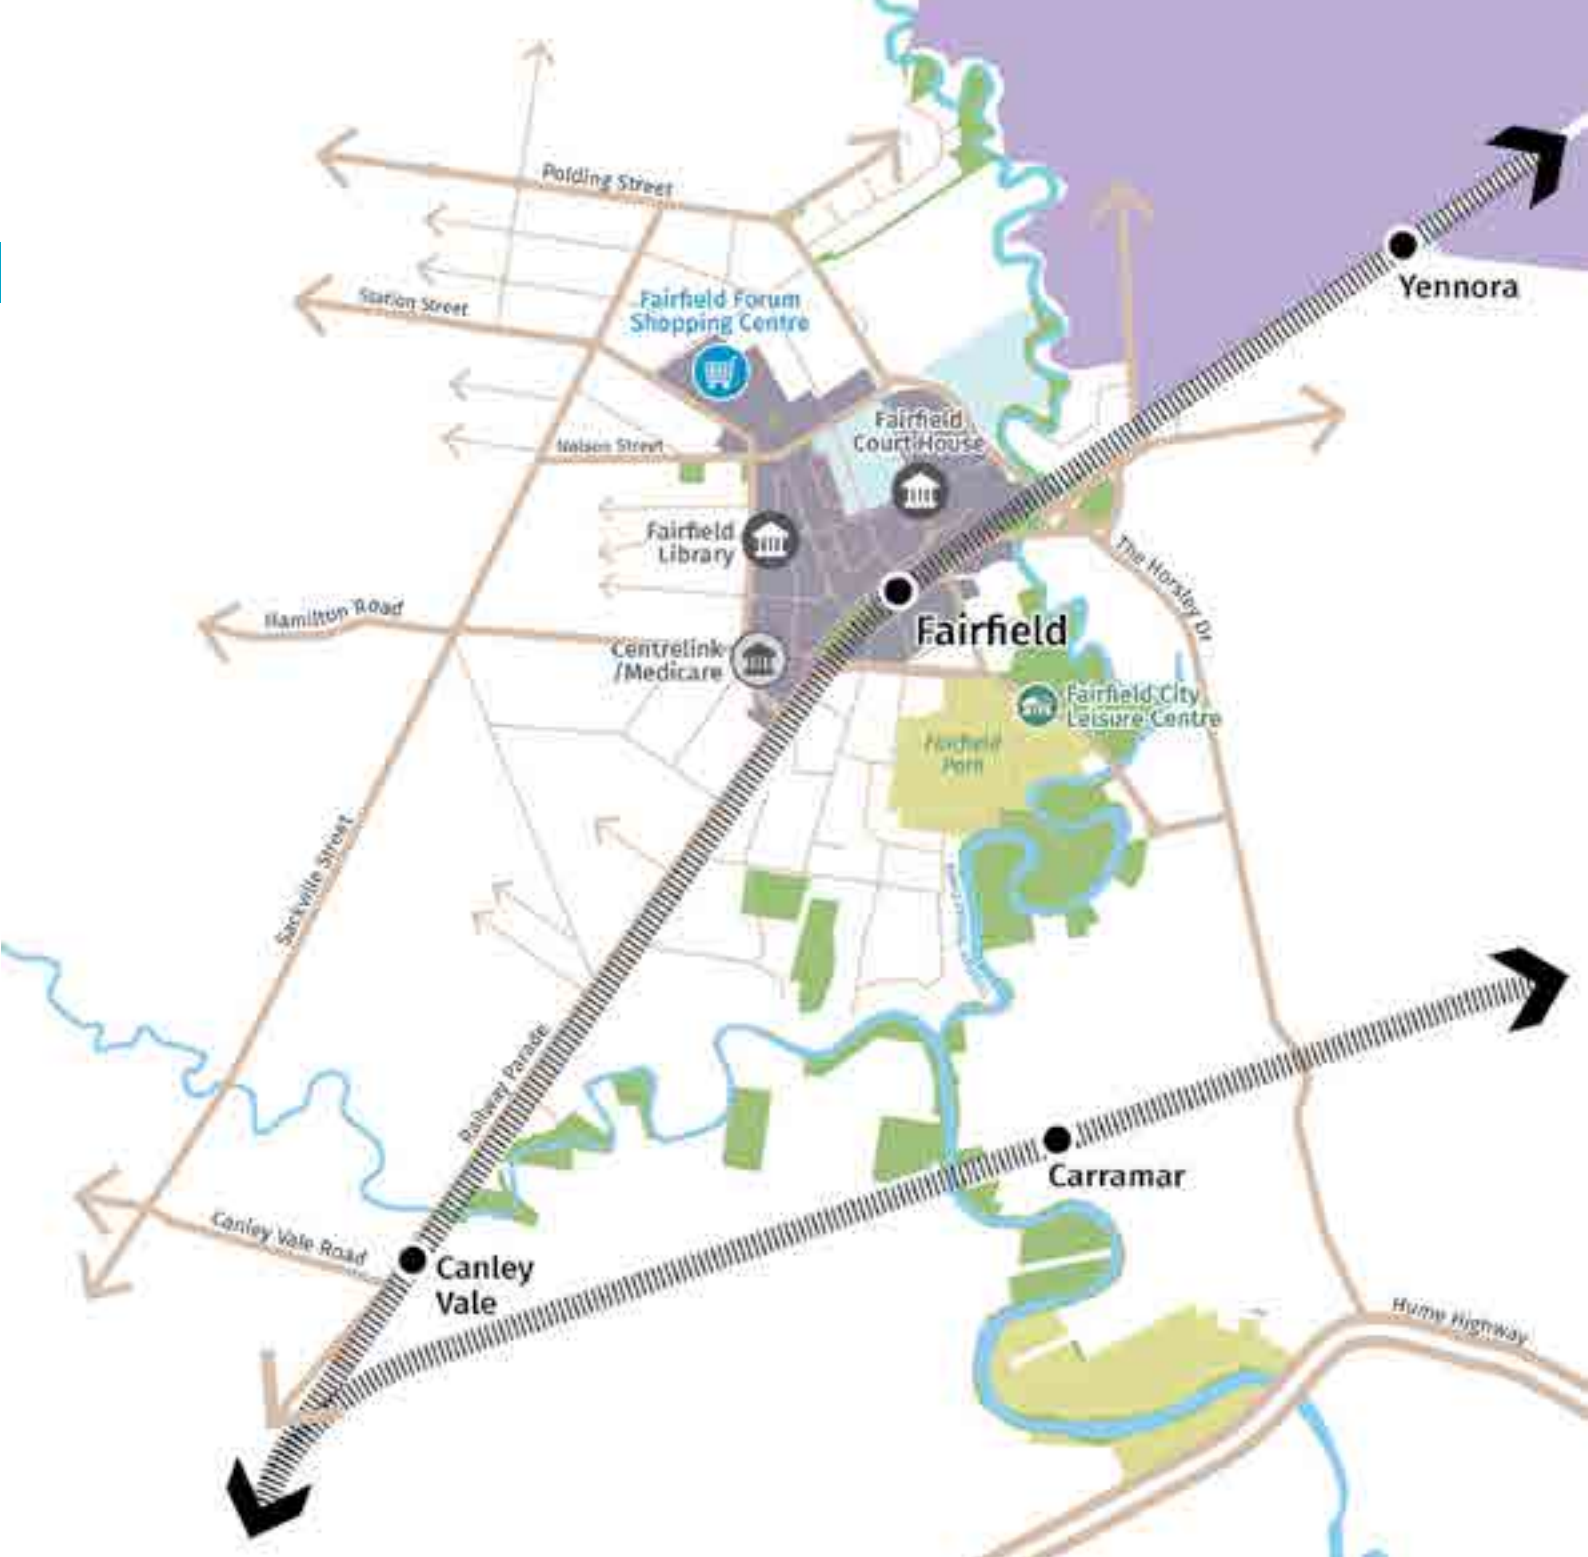 Polding Street
Yennora
Station Street
Fairfield Forum
Shopping Centre
Fairfield
Court House
Nelson Street
Fairfield
Library
The Horsley Dr
Hamilton Road
Fairfield
Centrelink
/Medicare
Fairfield City
Leisure Centre
Fairfield
Park
Sackville Street
Railway Parade
Carramar
Canley Vale Road
Canley
Vale
Hume Highway